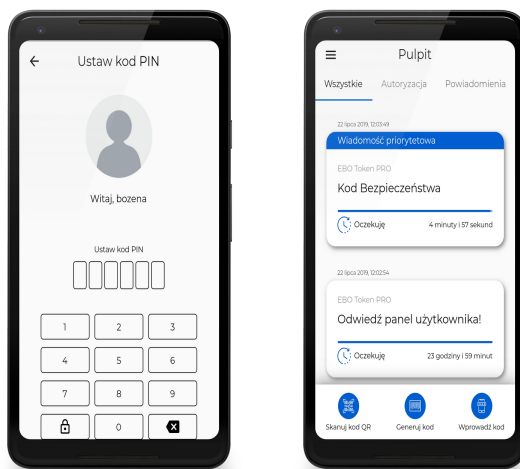 Ustaw kod PIN
Witaj, bozena
Ustaw kod PIN
1 2 3
4 5 6
7 8 9
0
Pulpit
Wszystkie Autoryzacja Powiadomienia
22 lipca 2019, 12:03:49
Wiadomość priorytetowa
EBO Token PRO
Kod Bezpieczeństwa
Oczekuję 4 minuty i 57 sekund
22 lipca 2019, 12:02:54
EBO Token PRO
Odwiedź panel użytkownika!
Oczekuję 23 godziny i 59 minut
Skanuj kod QR Generuj kod Wprowadź kod